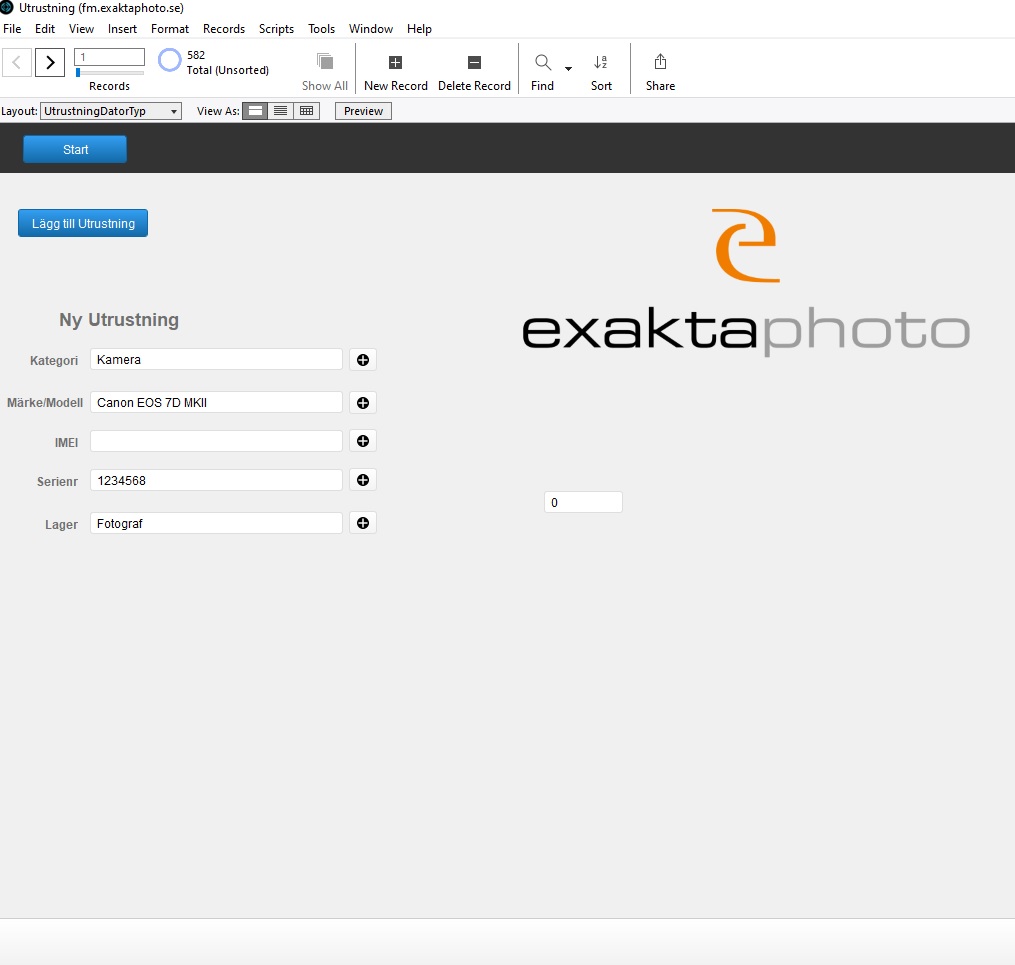 Utrustning (fm.exaktaphoto.se)
File Edit View Insert Format Records Scripts Tools Window Help
1
582
Total (Unsorted)
Records
Show All
New Record
Delete Record
Find
Sort
Share
Layout: UtrustningDatorTyp View As: Preview
Start
Lägg till Utrustning
exaktaphoto
Ny Utrustning
Kategori Kamera
Märke/Modell Canon EOS 7D MKII
IMEI
Serienr 1234568
0
Lager Fotograf